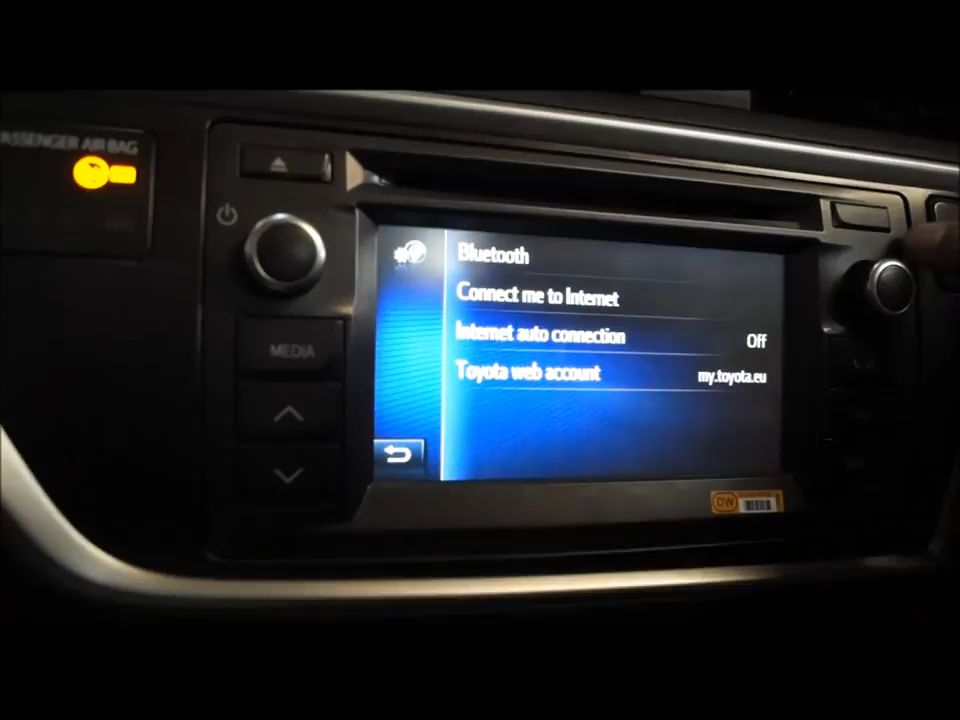 PASSENGER AIR BAG
Bluetooth
Connect me to Internet
Internet auto connection
Off
Toyota web account
my.toyota.eu
MEDIA
DW